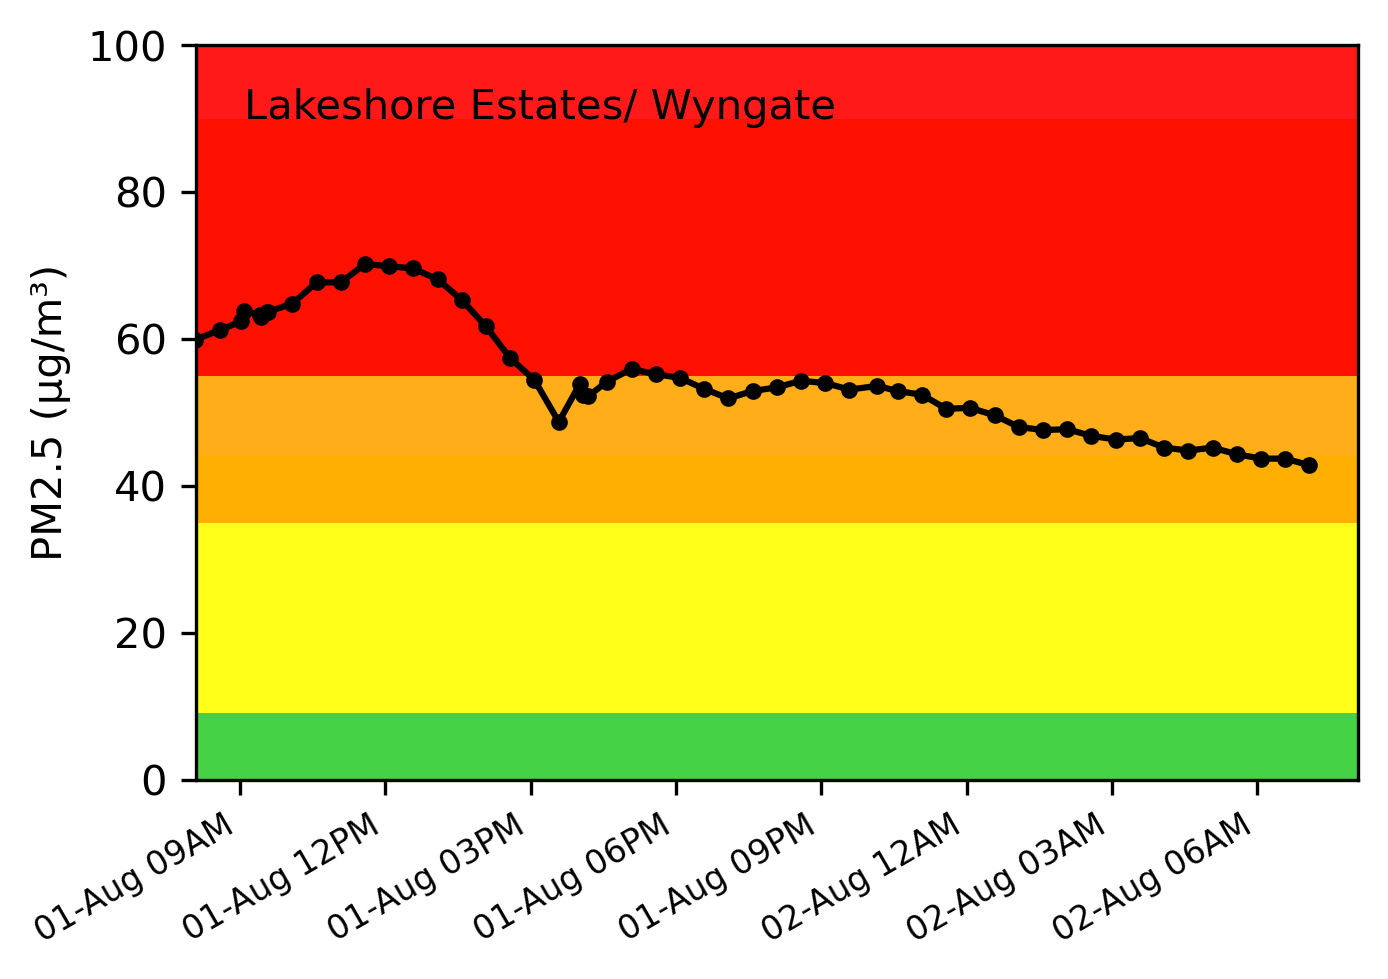 100
Lakeshore Estates/ Wyngate
80
60
40
20
0
PM2.5 (µg/m³)
01-Aug 09AM
01-Aug 12PM
01-Aug 03PM
01-Aug 06PM
01-Aug 09PM
02-Aug 12AM
02-Aug 03AM
02-Aug 06AM